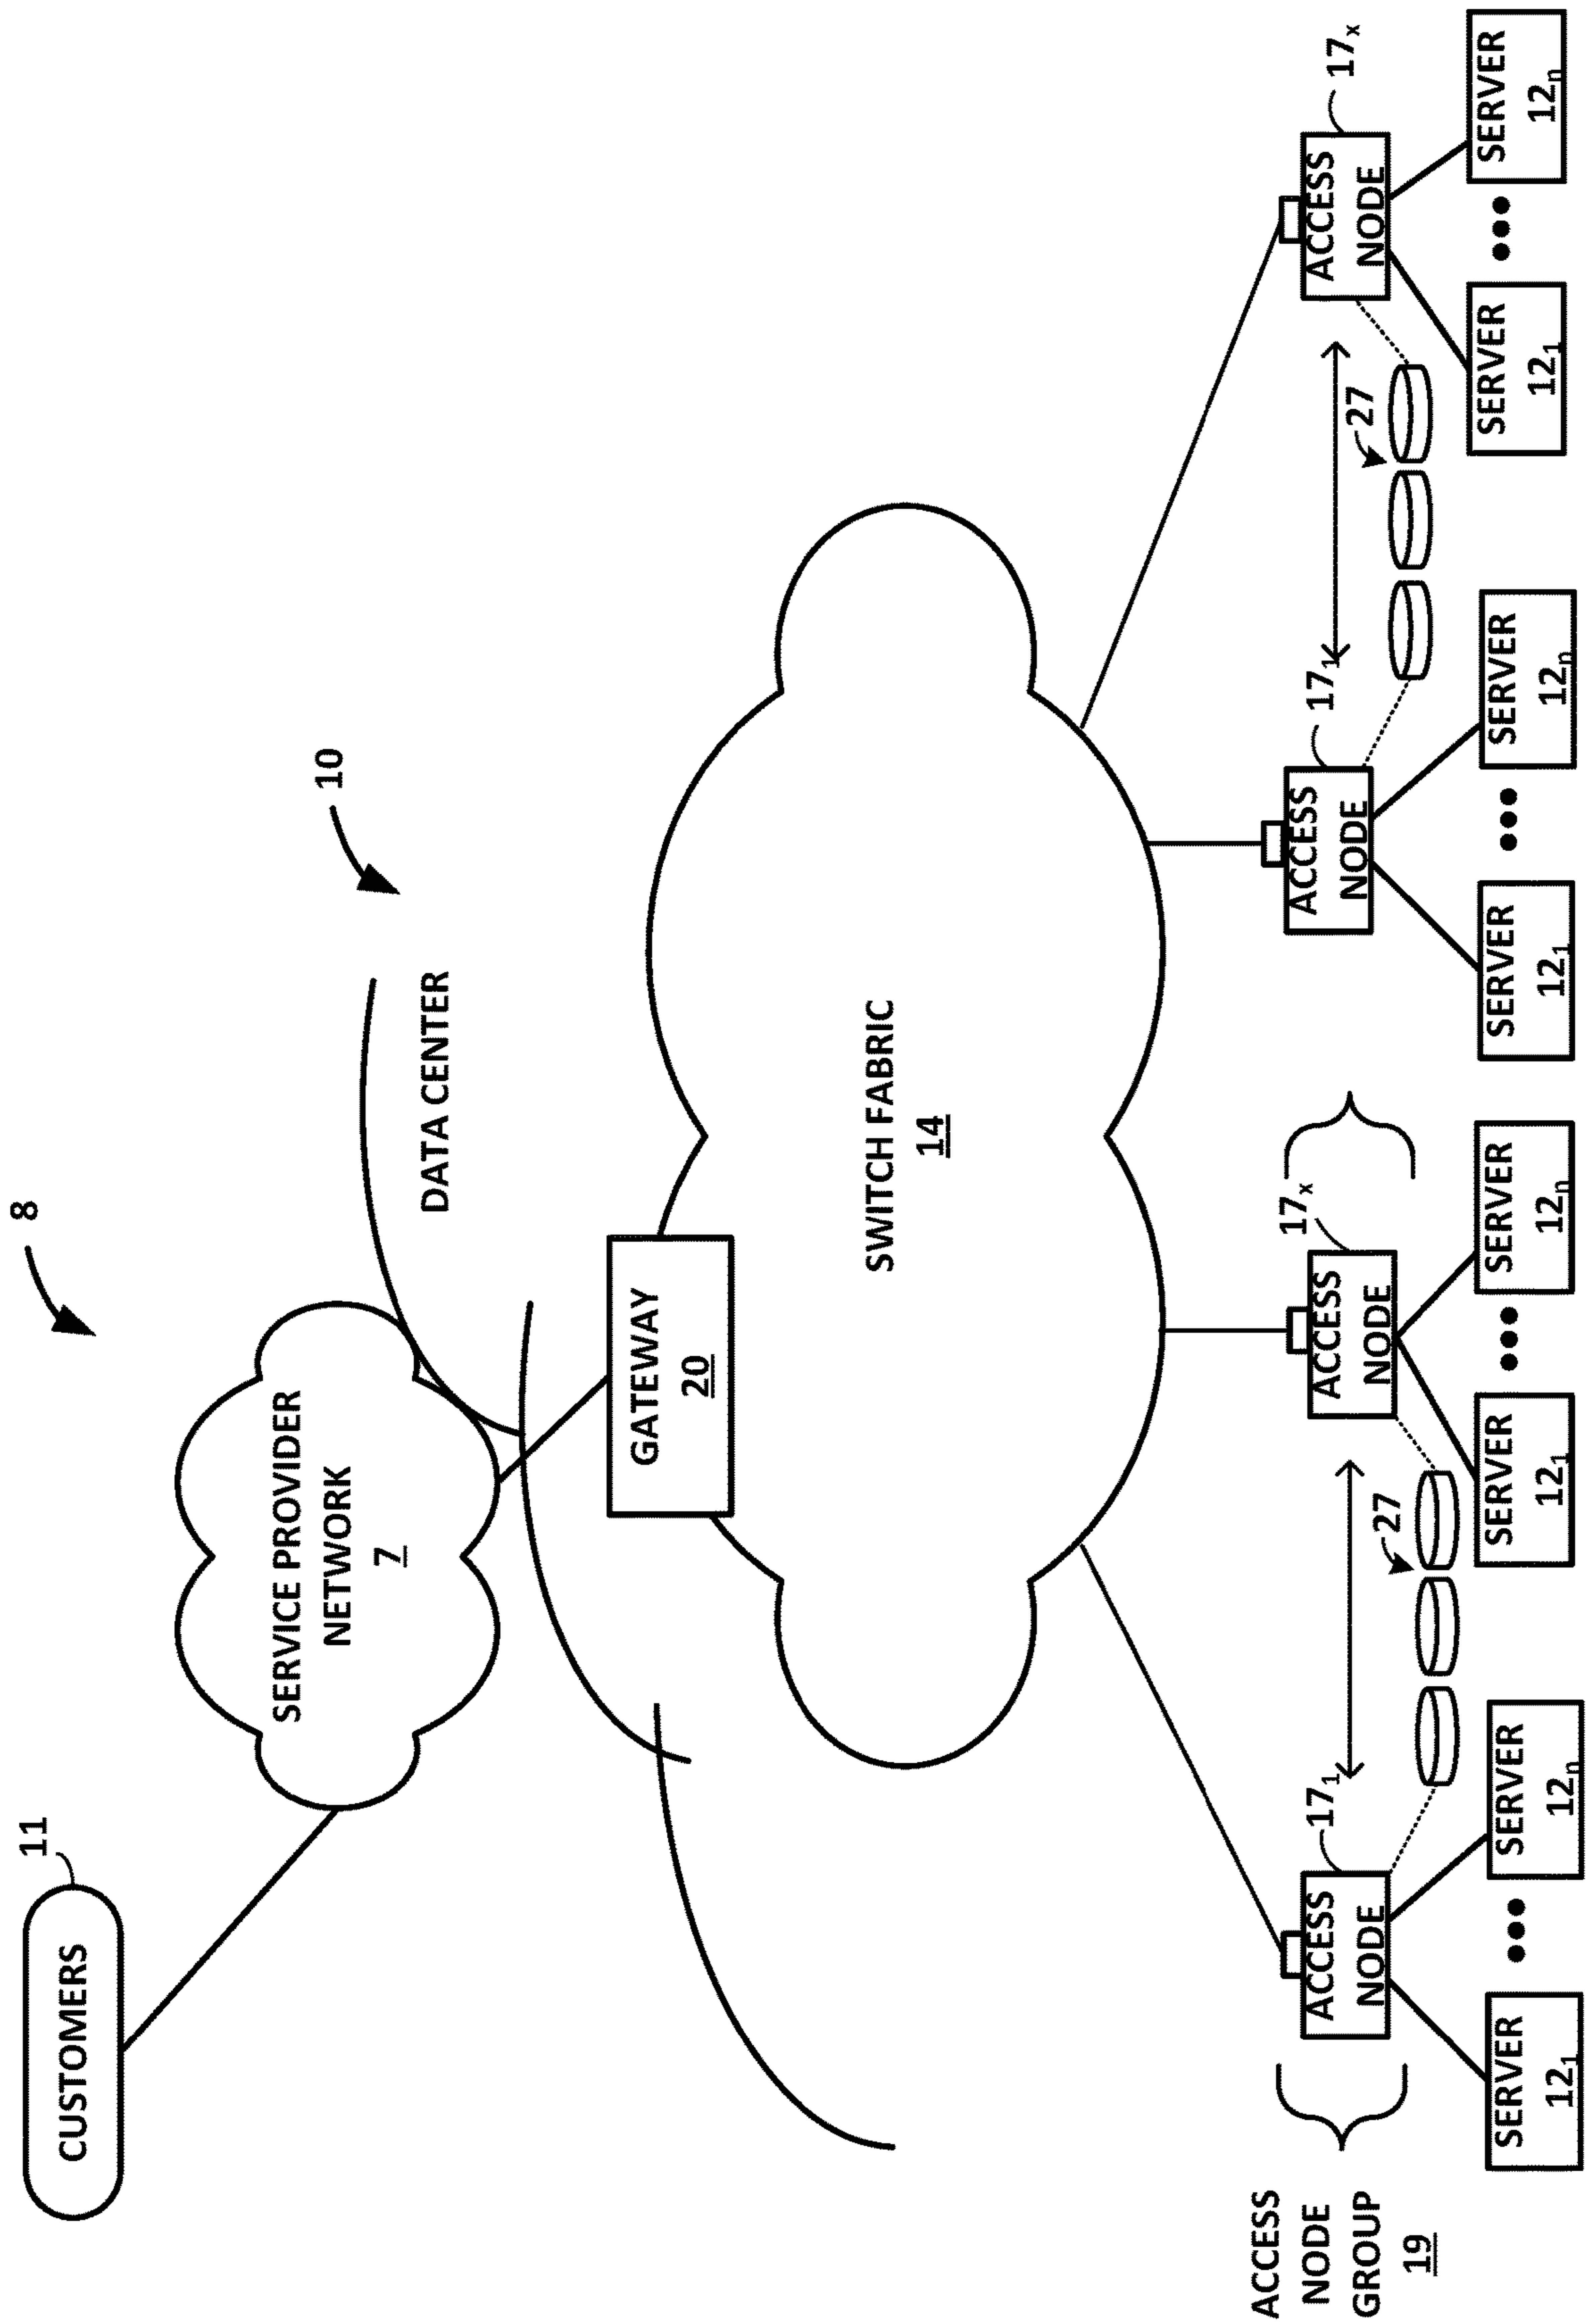 8
CUSTOMERS
11
SERVICE PROVIDER
NETWORK
7
10
DATA CENTER
GATEWAY
20
SWITCH FABRIC
14
ACCESS
NODE
GROUP
19
ACCESS
NODE
17₁
27
ACCESS
NODE
17ₓ
ACCESS
NODE
17₁
27
ACCESS
NODE
17ₓ
SERVER
12₁
SERVER
12ₙ
SERVER
12₁
SERVER
12ₙ
SERVER
12₁
SERVER
12ₙ
SERVER
12₁
SERVER
12ₙ